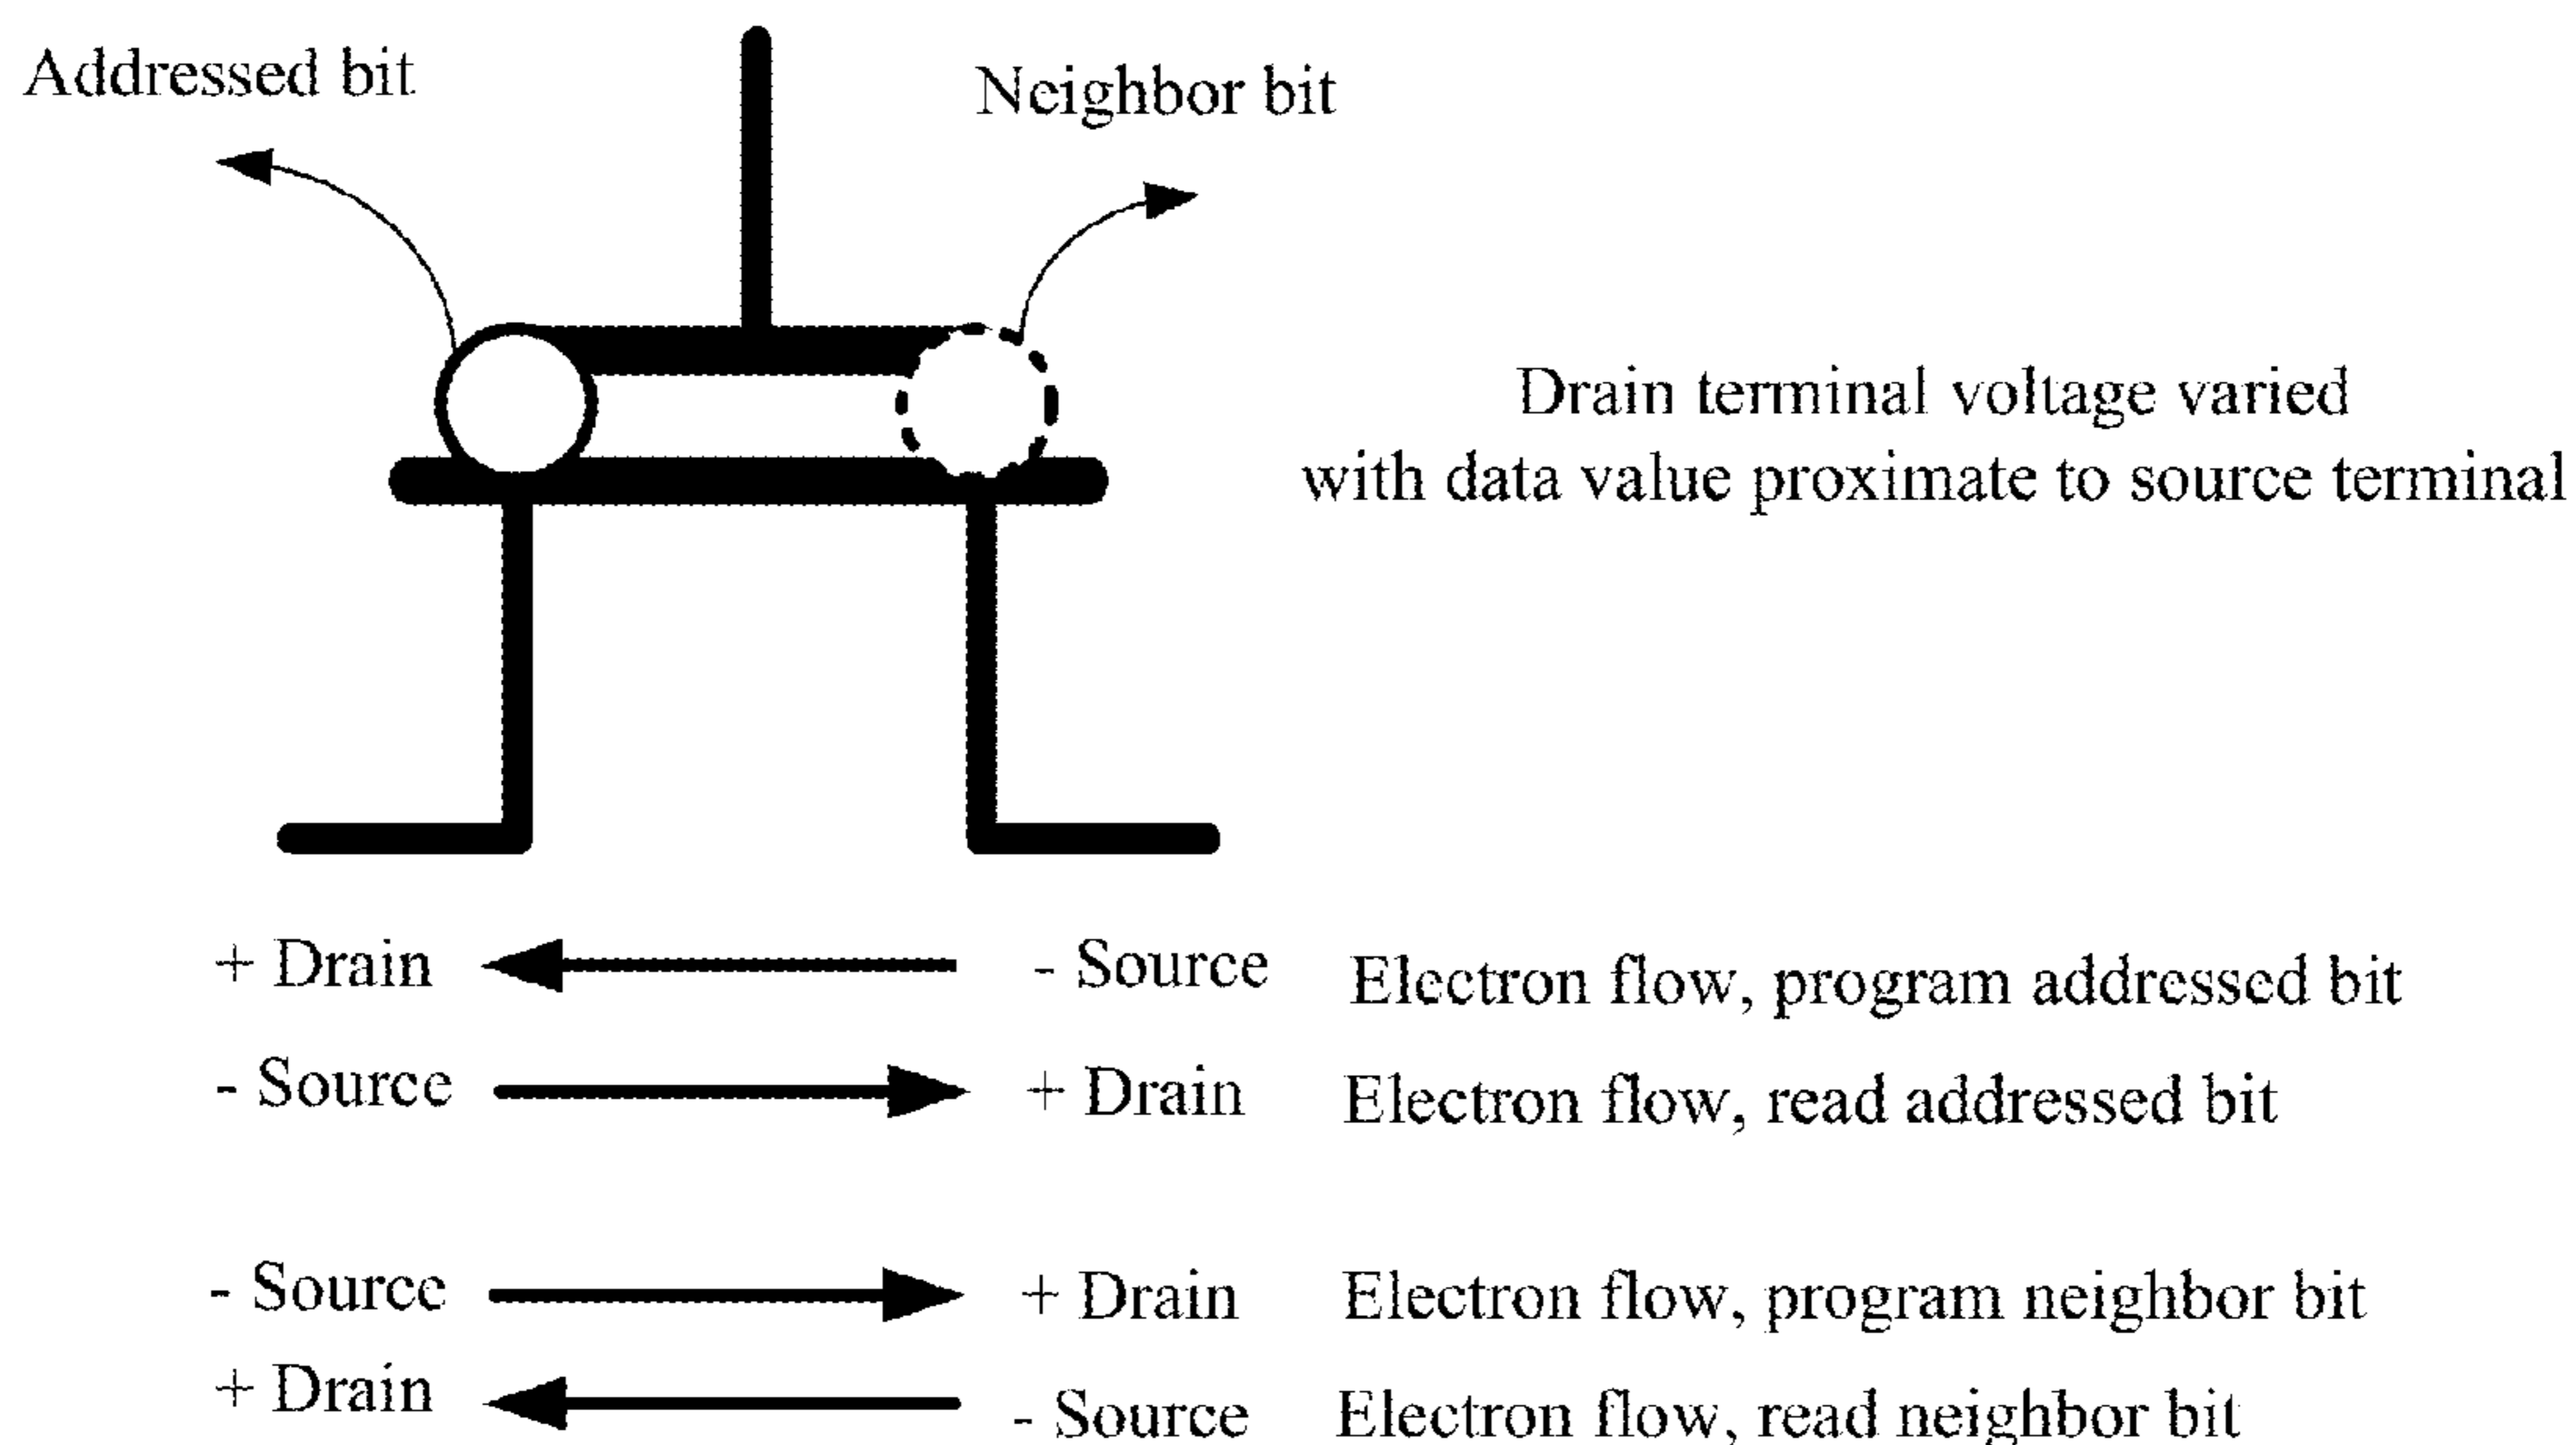 Addressed bit
Neighbor bit
Drain terminal voltage varied
with data value proximate to source terminal
+ Drain - Source Electron flow, program addressed bit
- Source + Drain Electron flow, read addressed bit
- Source + Drain Electron flow, program neighbor bit
+ Drain - Source Electron flow, read neighbor bit